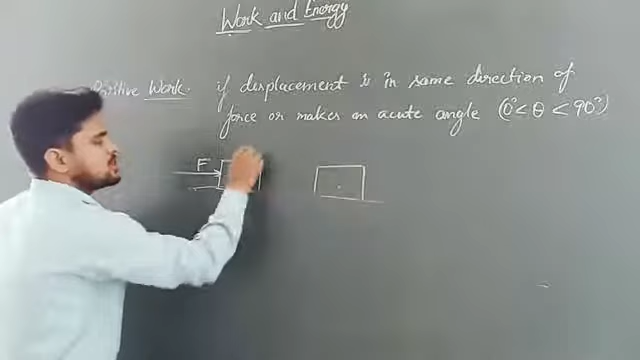 Work and Energy
Positive Work. if displacement is in same direction of
force or makes an acute angle (0°<θ<90°)
F